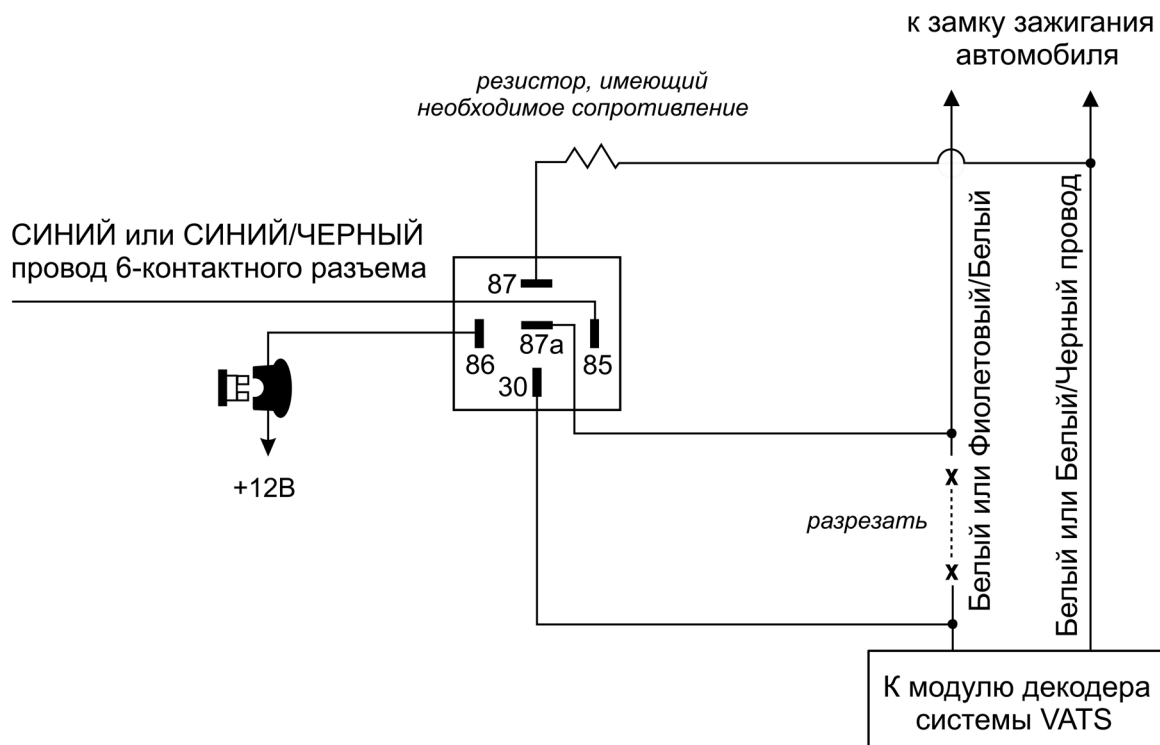 к замку зажигания
автомобиля
резистор, имеющий
необходимое сопротивление
СИНИЙ или СИНИЙ/ЧЕРНЫЙ
провод 6-контактного разъема
87
87a
86
85
30
+12В
разрезать
x
x
Белый или Фиолетовый/Белый
Белый или Белый/Черный провод
К модулю декодера
системы VATS